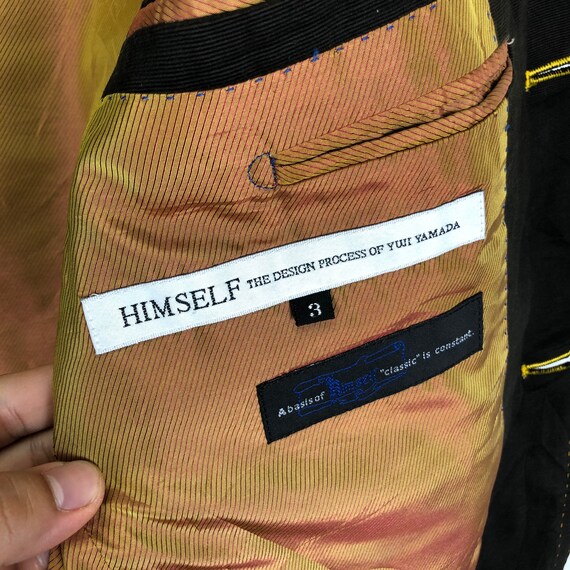 HIMSELF THE DESIGN PROCESS OF YUJI YAMADA
3
A basis of "classic" is constant.